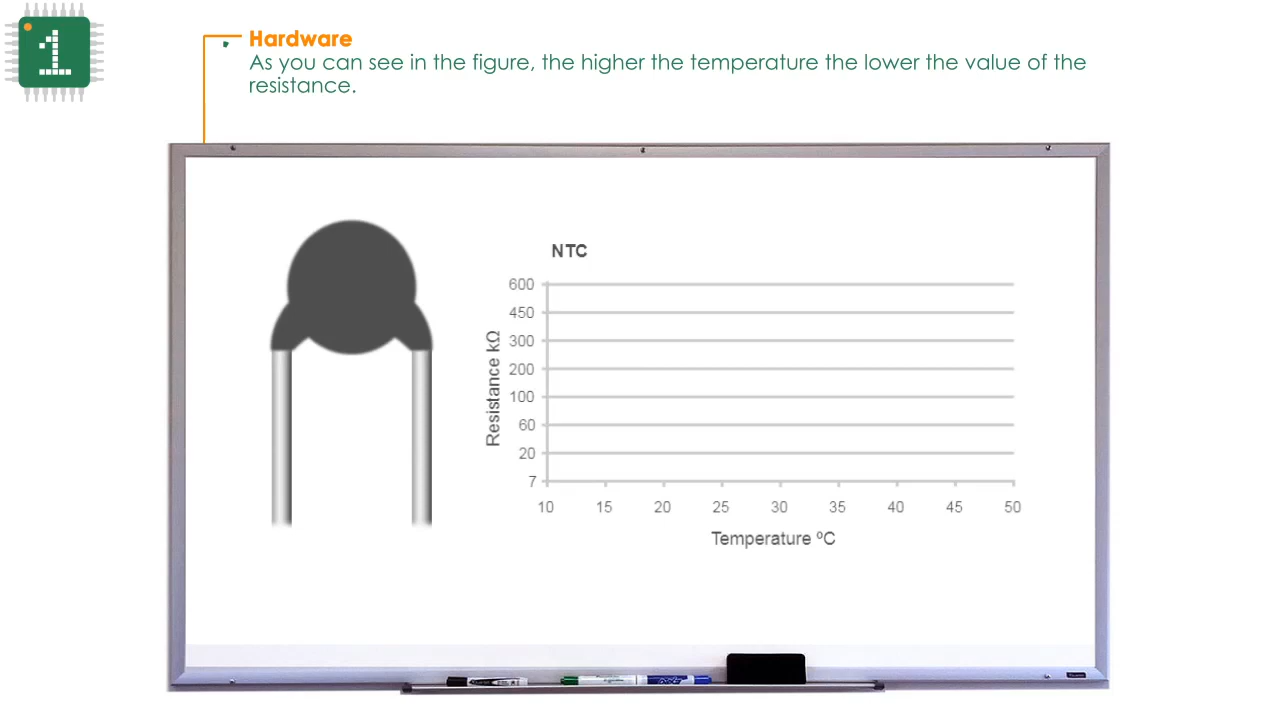 1
Hardware
As you can see in the figure, the higher the temperature the lower the value of the
resistance.
NTC
Resistance kΩ
600
450
300
200
100
60
20
7
10 15 20 25 30 35 40 45 50
Temperature ºC